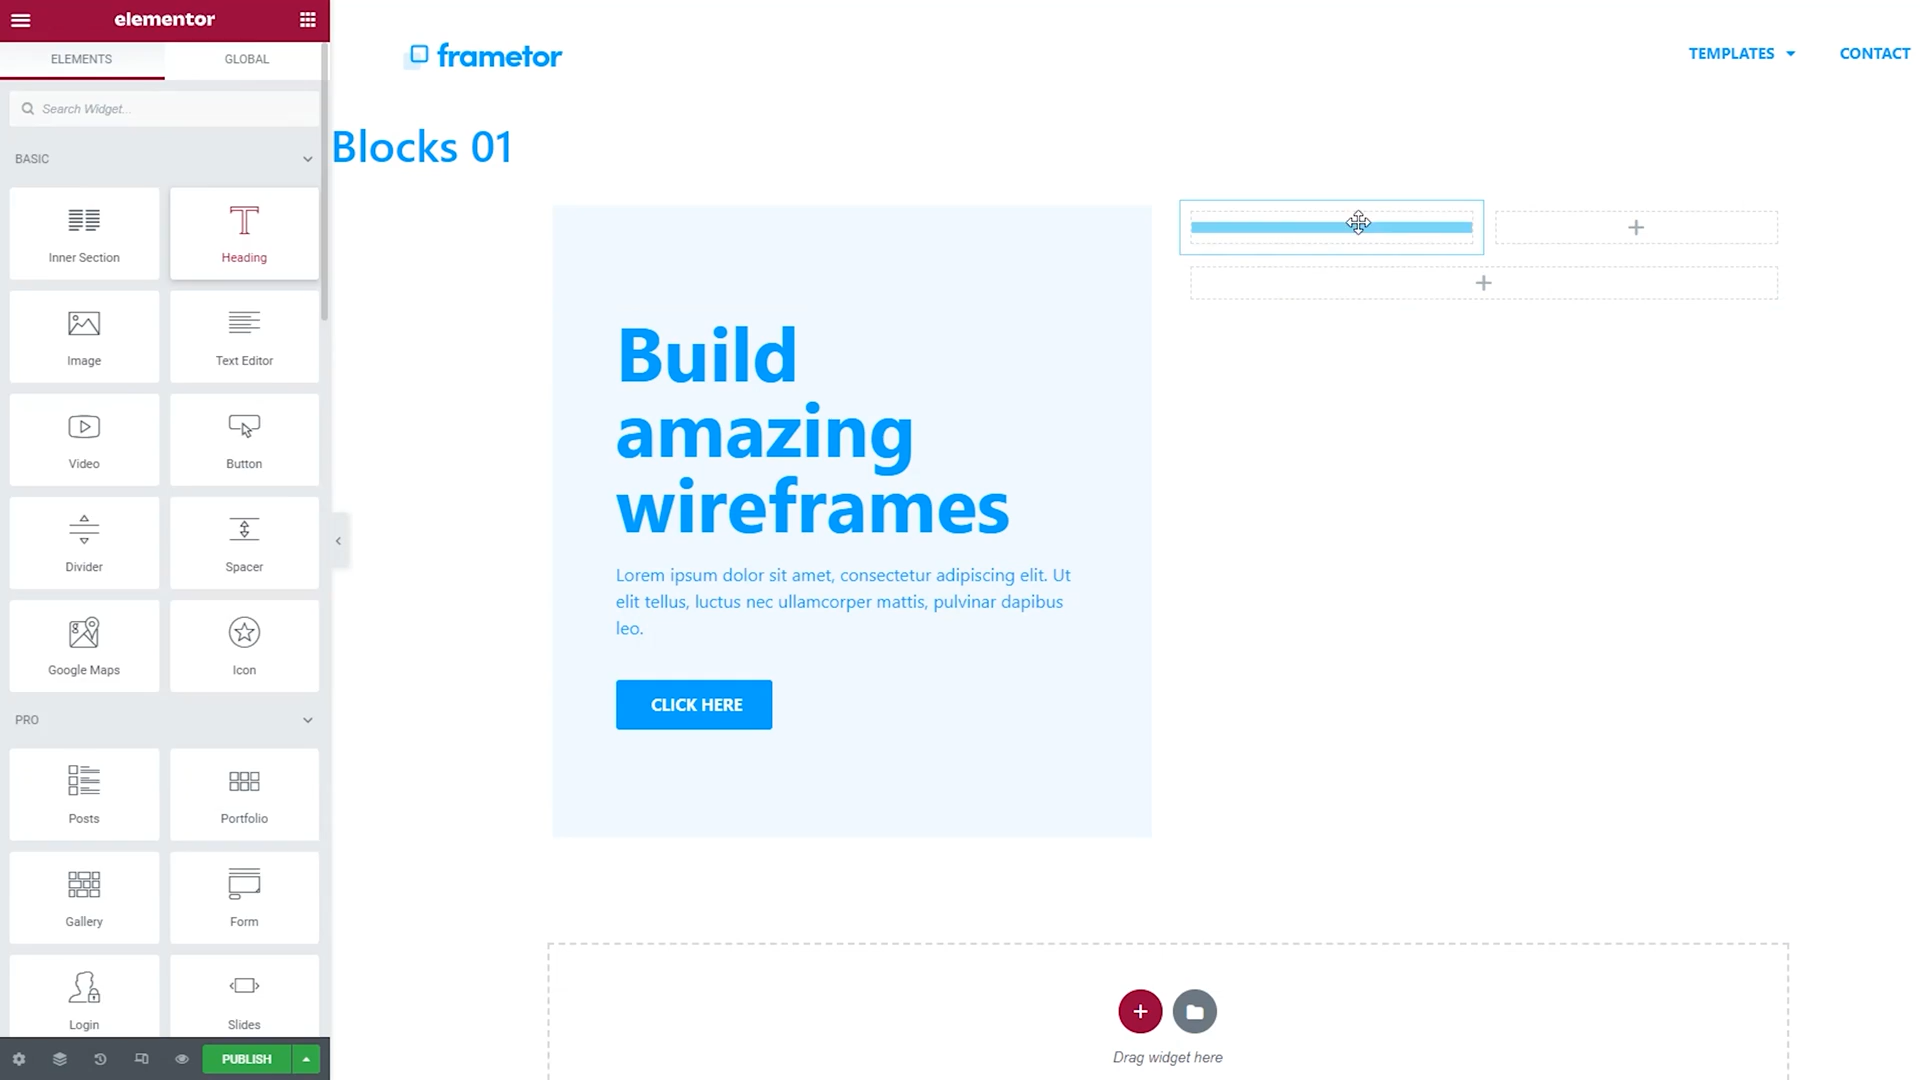 elementor
ELEMENTS
GLOBAL
Search Widget...
BASIC
Inner Section
Heading
Image
Text Editor
Video
Button
Divider
Spacer
Google Maps
Icon
PRO
Posts
Portfolio
Gallery
Form
Login
Slides
PUBLISH
frametor
TEMPLATES
CONTACT
Blocks 01
Build
amazing
wireframes
Lorem ipsum dolor sit amet, consectetur adipiscing elit. Ut
elit tellus, luctus nec ullamcorper mattis, pulvinar dapibus
leo.
CLICK HERE
Drag widget here